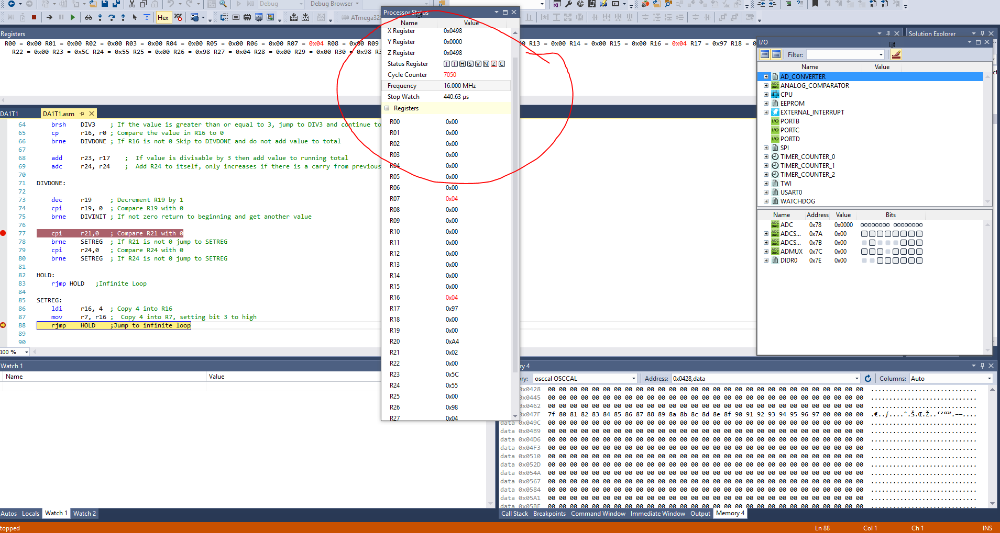 Debug
Debug Browser
Hex
ATmega328
Registers
R00 = 0x00 R01 = 0x00 R02 = 0x00 R03 = 0x00 R04 = 0x00 R05 = 0x00 R06 = 0x00 R07 = 0x04 R08 = 0x00 R09
R13 = 0x00 R14 = 0x00 R15 = 0x00 R16 = 0x04 R17 = 0x97 R18 =
R22 = 0x00 R23 = 0x5C R24 = 0x55 R25 = 0x00 R26 = 0x98 R27 = 0x04 R28 = 0x00 R29 = 0x00 R30 = 0x98
DA1T1
DA1T1.asm
64 brsh DIV3 ; If the value is greater than or equal to 3, jump to DIV3 and continue to
65 cp r16, r0 ; Compare the value in R16 to 0
66 brne DIVDONE ; If R16 is not 0 Skip to DIVDONE and do not add value to total
67
68 add r23, r17 ; If value is divisable by 3 then add value to running total
69 adc r24, r24 ; Add R24 to itself, only increases if there is a carry from previous
70
71 DIVDONE:
72
73 dec r19 ; Decrement R19 by 1
74 cpi r19, 0 ; Compare R19 with 0
75 brne DIVINIT ; If not zero return to beginning and get another value
76
77 cpi r21,0 ; Compare R21 with 0
78 brne SETREG ; If R21 is not 0 jump to SETREG
79 cpi r24,0 ; Compare R24 with 0
80 brne SETREG ; If R24 is not 0 jump to SETREG
81
82 HOLD:
83 rjmp HOLD ;Infinite Loop
84
85 SETREG:
86 ldi r16, 4 ; Copy 4 into R16
87 mov r7, r16 ; Copy 4 into R7, setting bit 3 to high
88 rjmp HOLD ;Jump to infinite loop
89
90
100 %
Processor Status
Name Value
X Register 0x0498
Y Register 0x0000
Z Register 0x0498
Status Register I T H S V N Z C
Cycle Counter 7050
Frequency 16.000 MHz
Stop Watch 440.63 µs
Registers
R00 0x00
R01 0x00
R02 0x00
R03 0x00
R04 0x00
R05 0x00
R06 0x00
R07 0x04
R08 0x00
R09 0x00
R10 0x00
R11 0x00
R12 0x00
R13 0x00
R14 0x00
R15 0x00
R16 0x04
R17 0x97
R18 0x00
R19 0x00
R20 0xA4
R21 0x02
R22 0x00
R23 0x5C
R24 0x55
R25 0x00
R26 0x98
R27 0x04
Solution Explorer
I/O
Filter:
Name Value
AD_CONVERTER
ANALOG_COMPARATOR
CPU
EEPROM
EXTERNAL_INTERRUPT
PORTB
PORTC
PORTD
SPI
TIMER_COUNTER_0
TIMER_COUNTER_1
TIMER_COUNTER_2
TWI
USART0
WATCHDOG
Name Address Value Bits
ADC 0x78 0x0000
ADCS... 0x7A 0x00
ADCS... 0x7B 0x00
ADMUX 0x7C 0x00
DIDR0 0x7E 0x00
Watch 1
Name Value
Autos Locals Watch 1 Watch 2
ry 4
ry: osccal OSCCAL Address: 0x0428,data Columns: Auto
0x0428 00 00 00 00 00 00 00 00 00 00 00 00 00 00 00 00 00 00 00 00 00 00 00 00 00 00 00 00 00 .............................
0x0445 00 00 00 00 00 00 00 00 00 00 00 00 00 00 00 00 00 00 00 00 00 00 00 00 00 00 00 00 00 .............................
0x0462 00 00 00 00 00 00 00 00 00 00 00 00 00 00 00 00 00 00 00 00 00 00 00 00 00 00 00 00 00 .............................
0x047F 7f 80 81 82 83 84 85 86 87 88 89 8a 8b 8c 8d 8e 8f 90 91 92 93 94 95 96 97 00 00 00 00 .€..ƒ....ˆ.Š.Œ.Ž..‘’“”.–—....
data 0x049C 00 00 00 00 00 00 00 00 00 00 00 00 00 00 00 00 00 00 00 00 00 00 00 00 00 00 00 00 00 .............................
data 0x04B9 00 00 00 00 00 00 00 00 00 00 00 00 00 00 00 00 00 00 00 00 00 00 00 00 00 00 00 00 00 .............................
data 0x04D6 00 00 00 00 00 00 00 00 00 00 00 00 00 00 00 00 00 00 00 00 00 00 00 00 00 00 00 00 00 .............................
data 0x04F3 00 00 00 00 00 00 00 00 00 00 00 00 00 00 00 00 00 00 00 00 00 00 00 00 00 00 00 00 00 .............................
data 0x0510 00 00 00 00 00 00 00 00 00 00 00 00 00 00 00 00 00 00 00 00 00 00 00 00 00 00 00 00 00 .............................
data 0x052D 00 00 00 00 00 00 00 00 00 00 00 00 00 00 00 00 00 00 00 00 00 00 00 00 00 00 00 00 00 .............................
data 0x054A 00 00 00 00 00 00 00 00 00 00 00 00 00 00 00 00 00 00 00 00 00 00 00 00 00 00 00 00 00 .............................
data 0x0567 00 00 00 00 00 00 00 00 00 00 00 00 00 00 00 00 00 00 00 00 00 00 00 00 00 00 00 00 00 .............................
data 0x0584 00 00 00 00 00 00 00 00 00 00 00 00 00 00 00 00 00 00 00 00 00 00 00 00 00 00 00 00 00 .............................
data 0x05A1 00 00 00 00 00 00 00 00 00 00 00 00 00 00 00 00 00 00 00 00 00 00 00 00 00 00 00 00 00 .............................
data 0x05BE 00 00 00 00 00 00 00 00 00 00 00 00 00 00 00 00 00 00 00 00 00 00 00 00 00 00 00 00 00 .............................
Call Stack Breakpoints Command Window Immediate Window Output Memory 4
topped
Ln 88 Col 1 Ch 1 INS